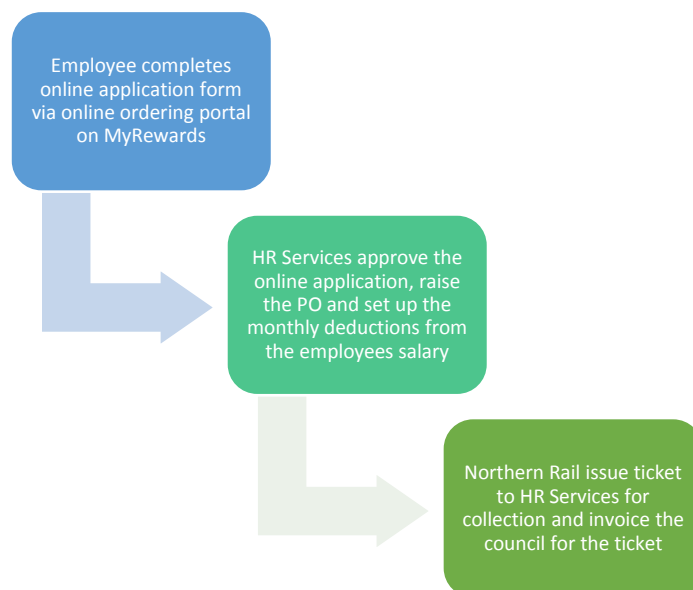 Employee completes
online application form
via online ordering portal
on MyRewards
HR Services approve the
online application, raise
the PO and set up the
monthly deductions from
the employees salary
Northern Rail issue ticket
to HR Services for
collection and invoice the
council for the ticket